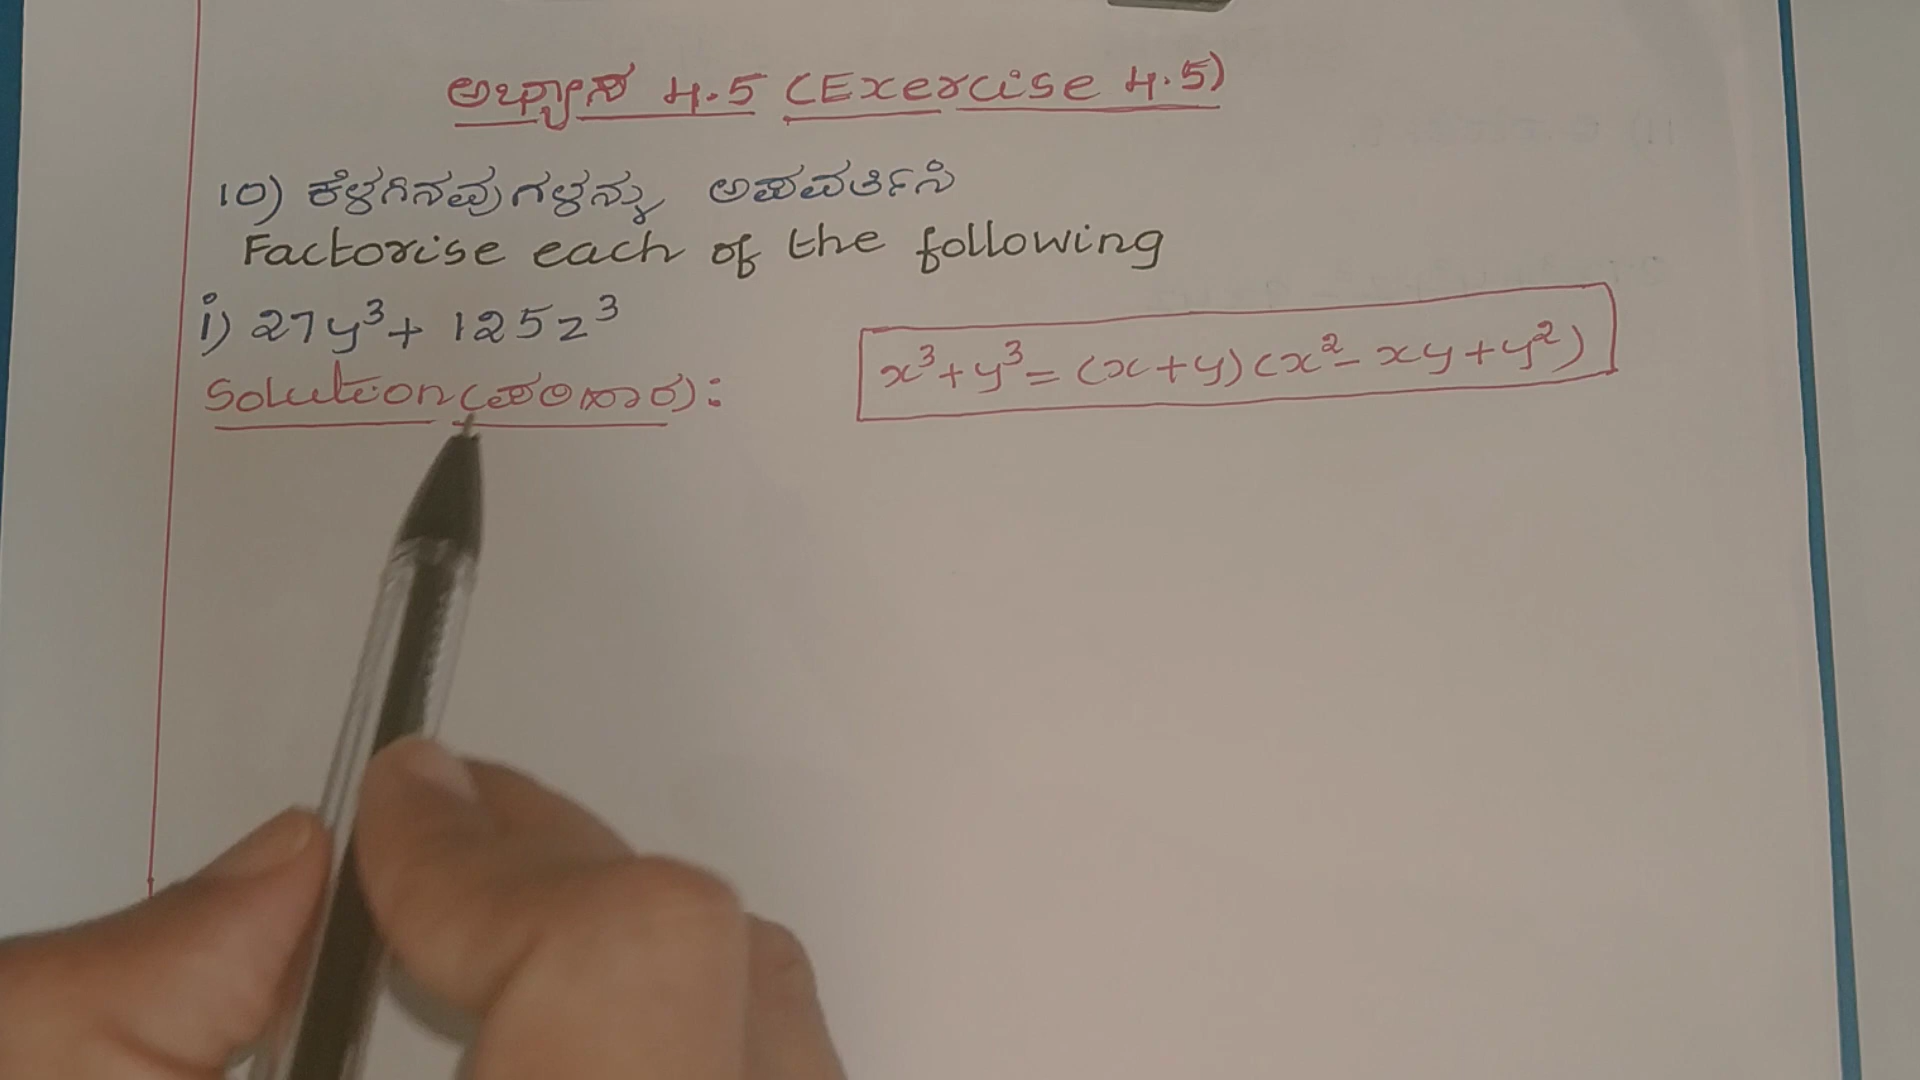 ಅಭ್ಯಾಸ 4.5 (Exercise 4.5)
10) ಕೆಳಗಿನವುಗಳನ್ನು ಅಪವರ್ತಿಸಿ
Factorise each of the following
i) 27y³ + 125z³
x³ + y³ = (x+y)(x² - xy + y²)
Solution (ಪರಿಹಾರ):